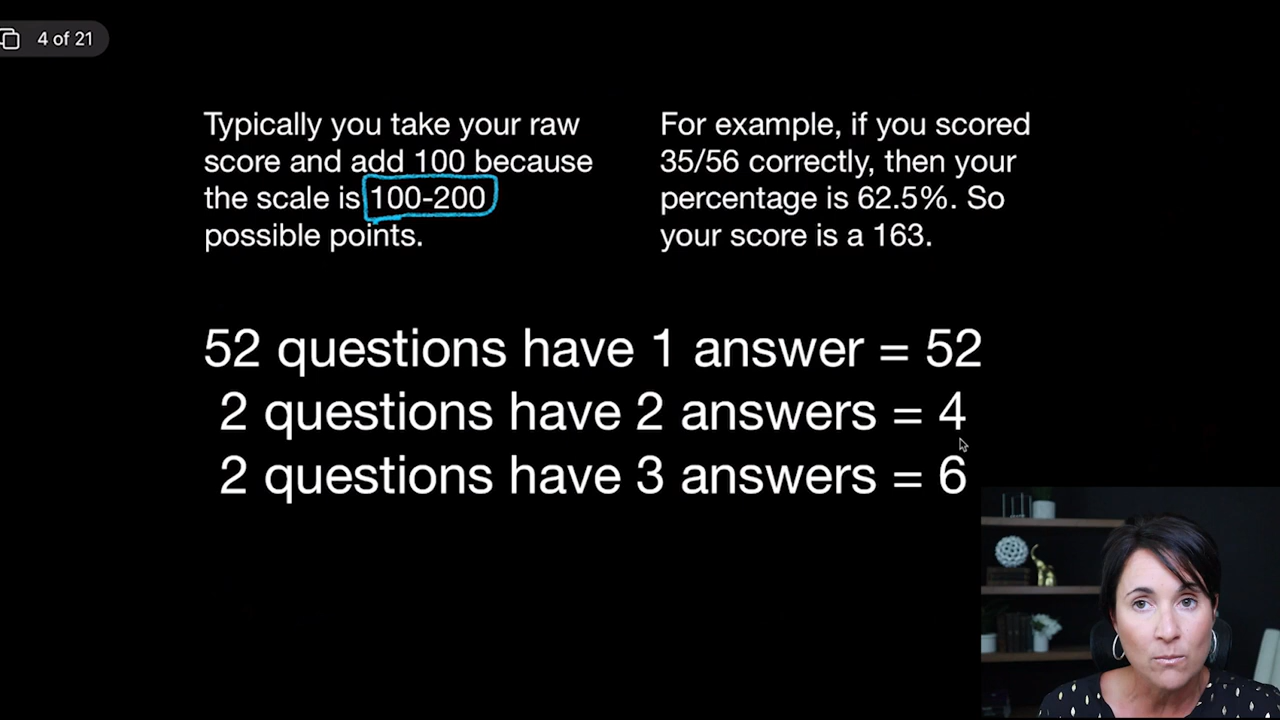 4 of 21
Typically you take your raw
score and add 100 because
the scale is 100-200
possible points.
For example, if you scored
35/56 correctly, then your
percentage is 62.5%. So
your score is a 163.
52 questions have 1 answer = 52
2 questions have 2 answers = 4
2 questions have 3 answers = 6